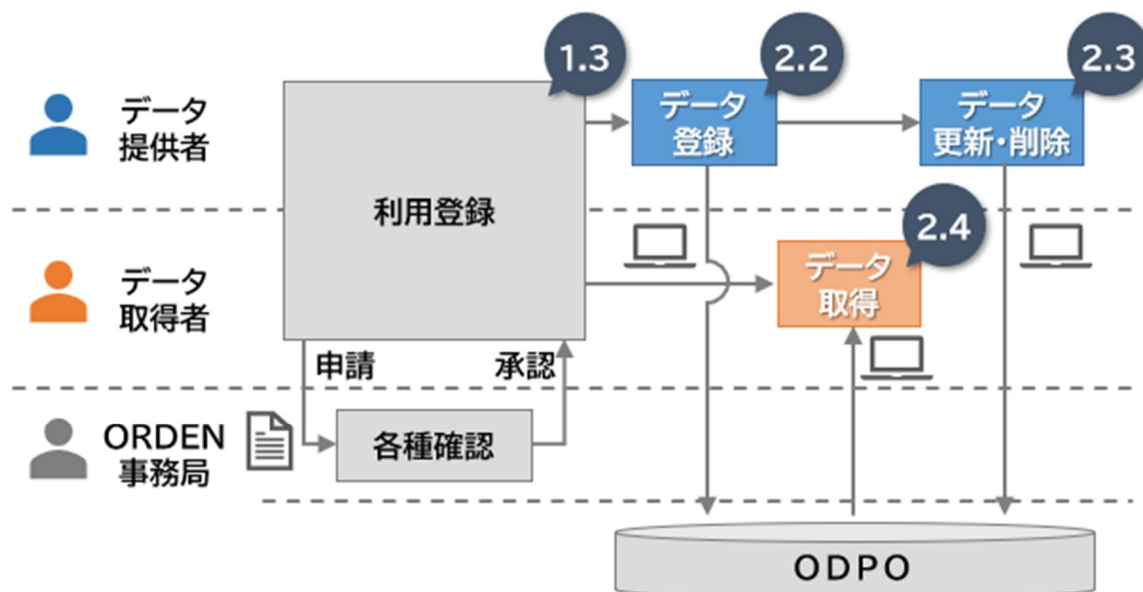 1.3
2.2
2.3
データ
提供者
利用登録
データ
登録
データ
更新・削除
2.4
データ
取得者
データ
取得
申請
承認
ORDEN
事務局
各種確認
ODPO